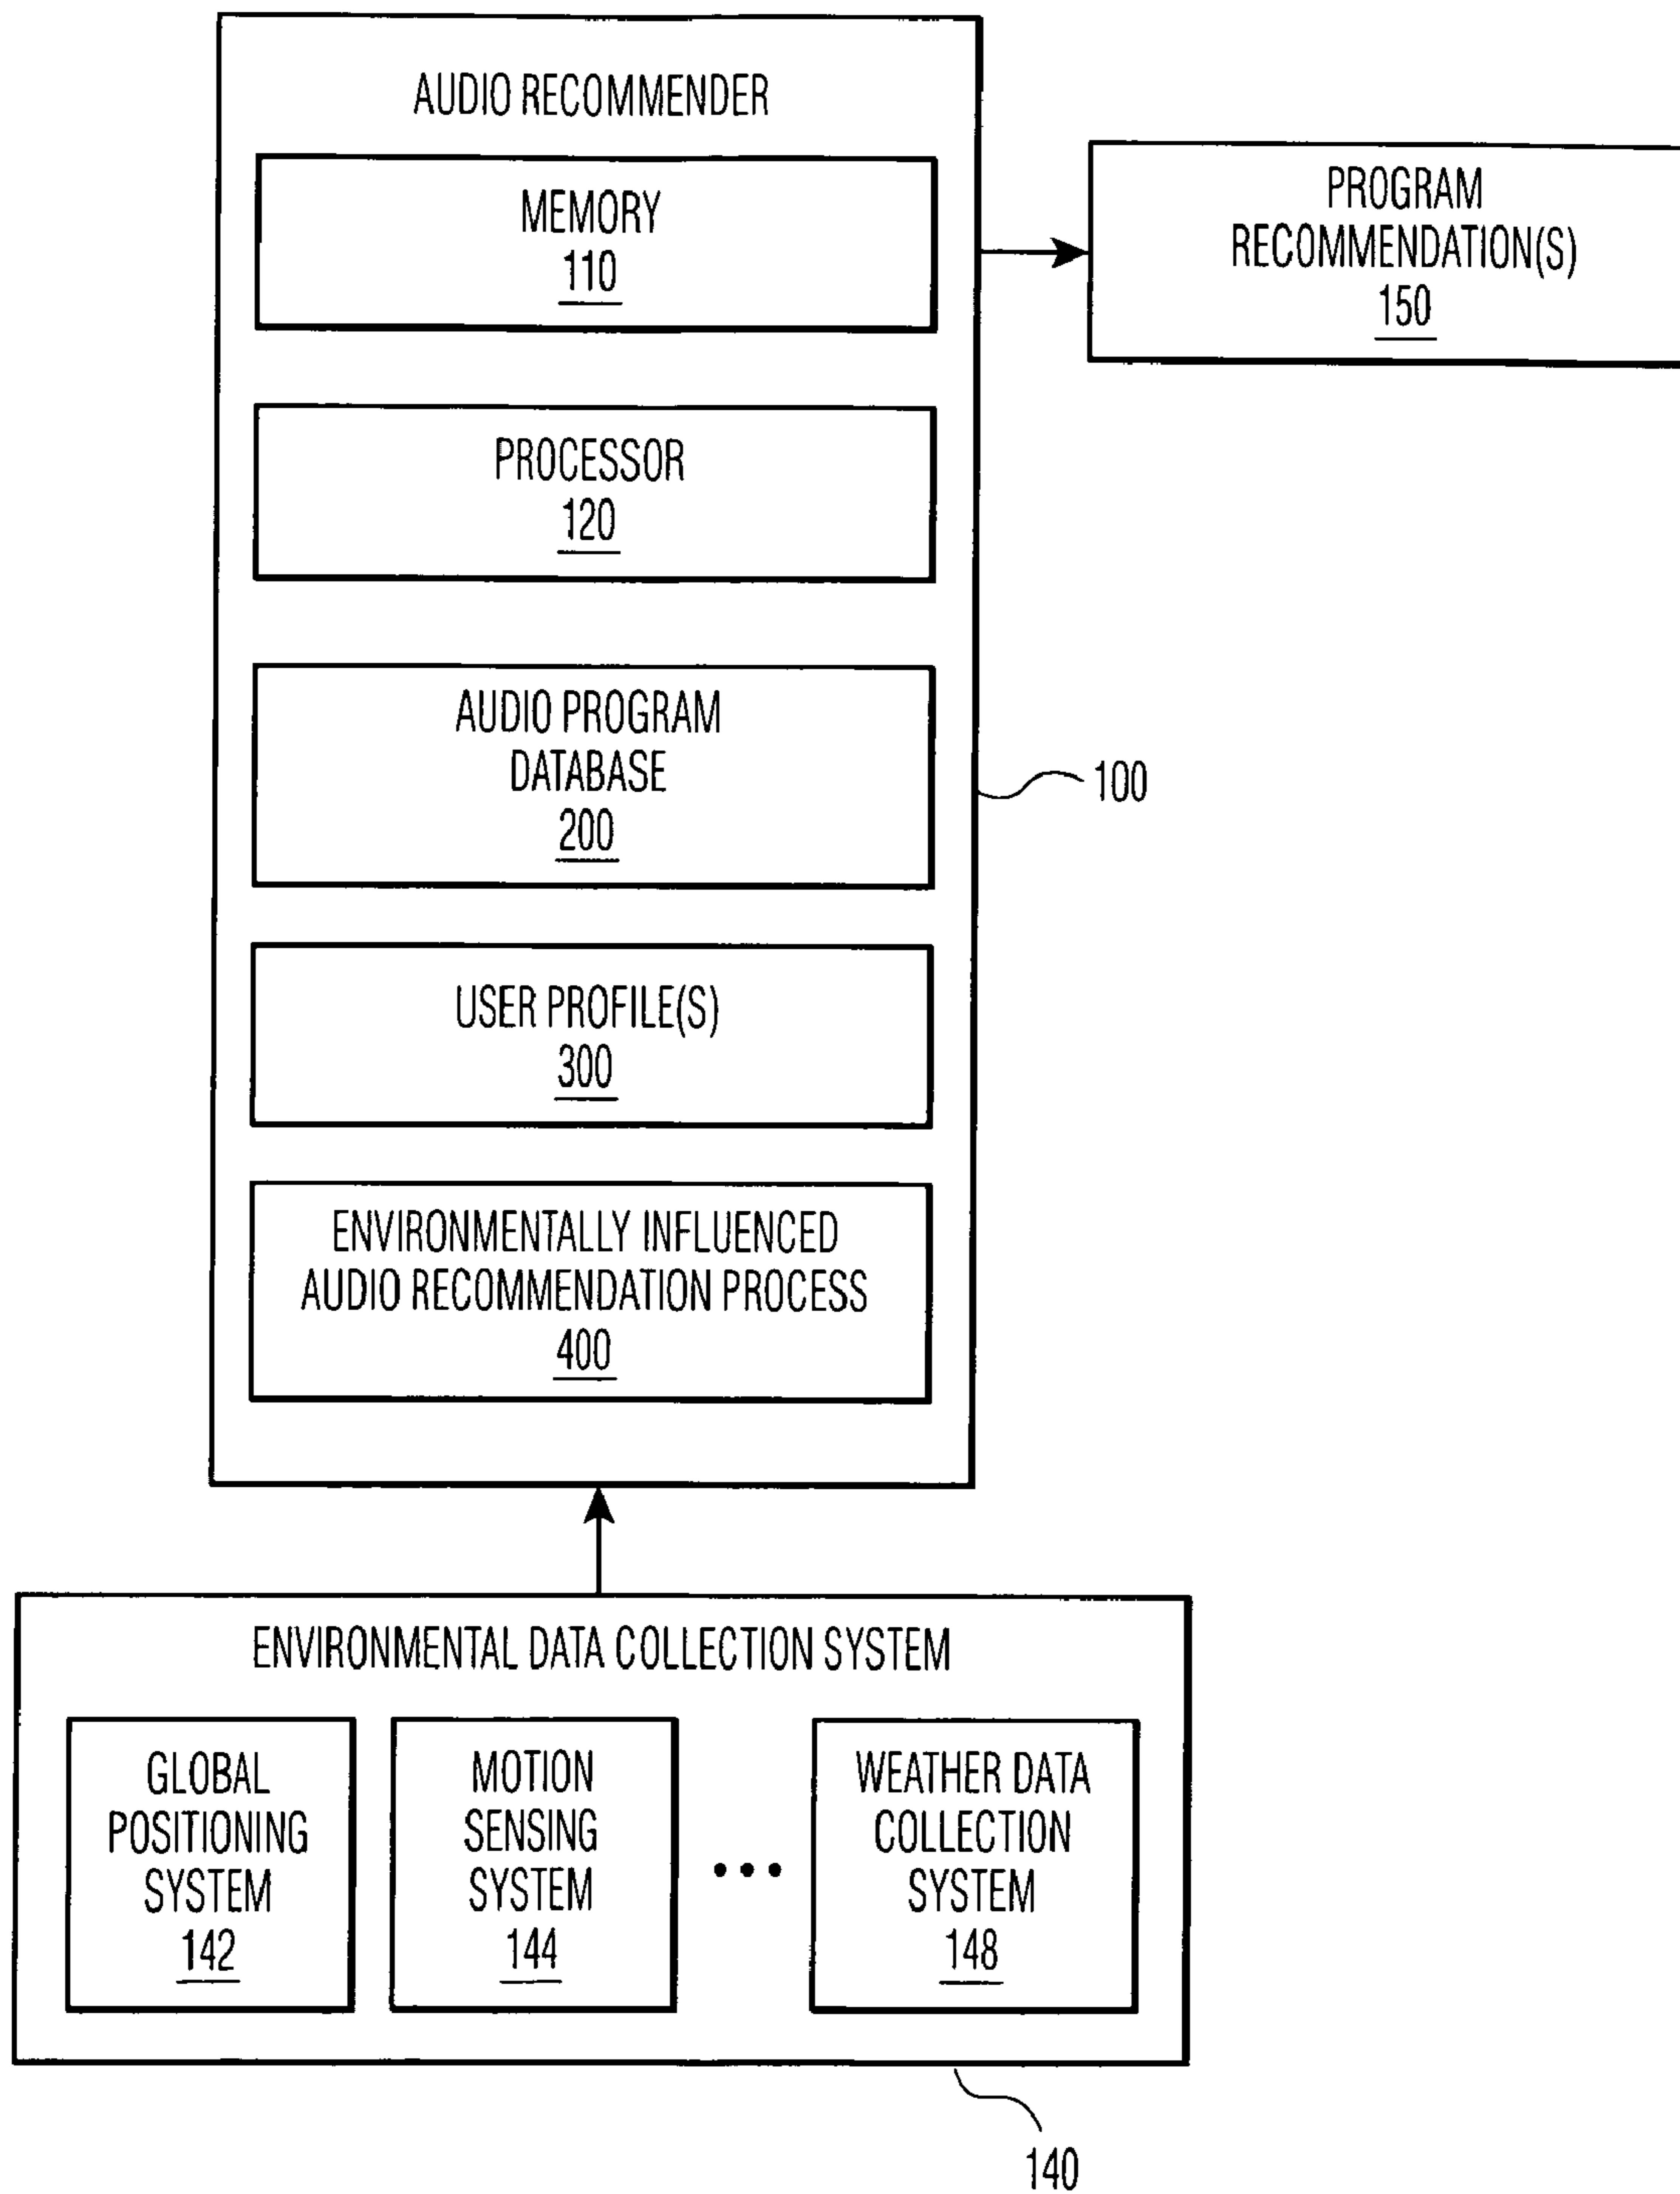 AUDIO RECOMMENDER
MEMORY
110
PROGRAM
RECOMMENDATION(S)
150
PROCESSOR
120
AUDIO PROGRAM
DATABASE
200
100
USER PROFILE(S)
300
ENVIRONMENTALLY INFLUENCED
AUDIO RECOMMENDATION PROCESS
400
ENVIRONMENTAL DATA COLLECTION SYSTEM
GLOBAL
POSITIONING
SYSTEM
142
MOTION
SENSING
SYSTEM
144
WEATHER DATA
COLLECTION
SYSTEM
148
140